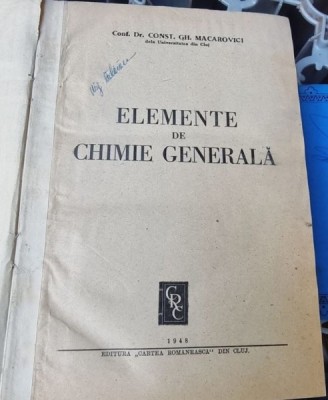 Conf. Dr. CONST. GH. MACAROVICI
dela Universitatea din Cluj
ELEMENTE
DE
CHIMIE GENERALĂ
CRC
1948
EDITURA „CARTEA ROMANEASCA" DIN CLUJ.